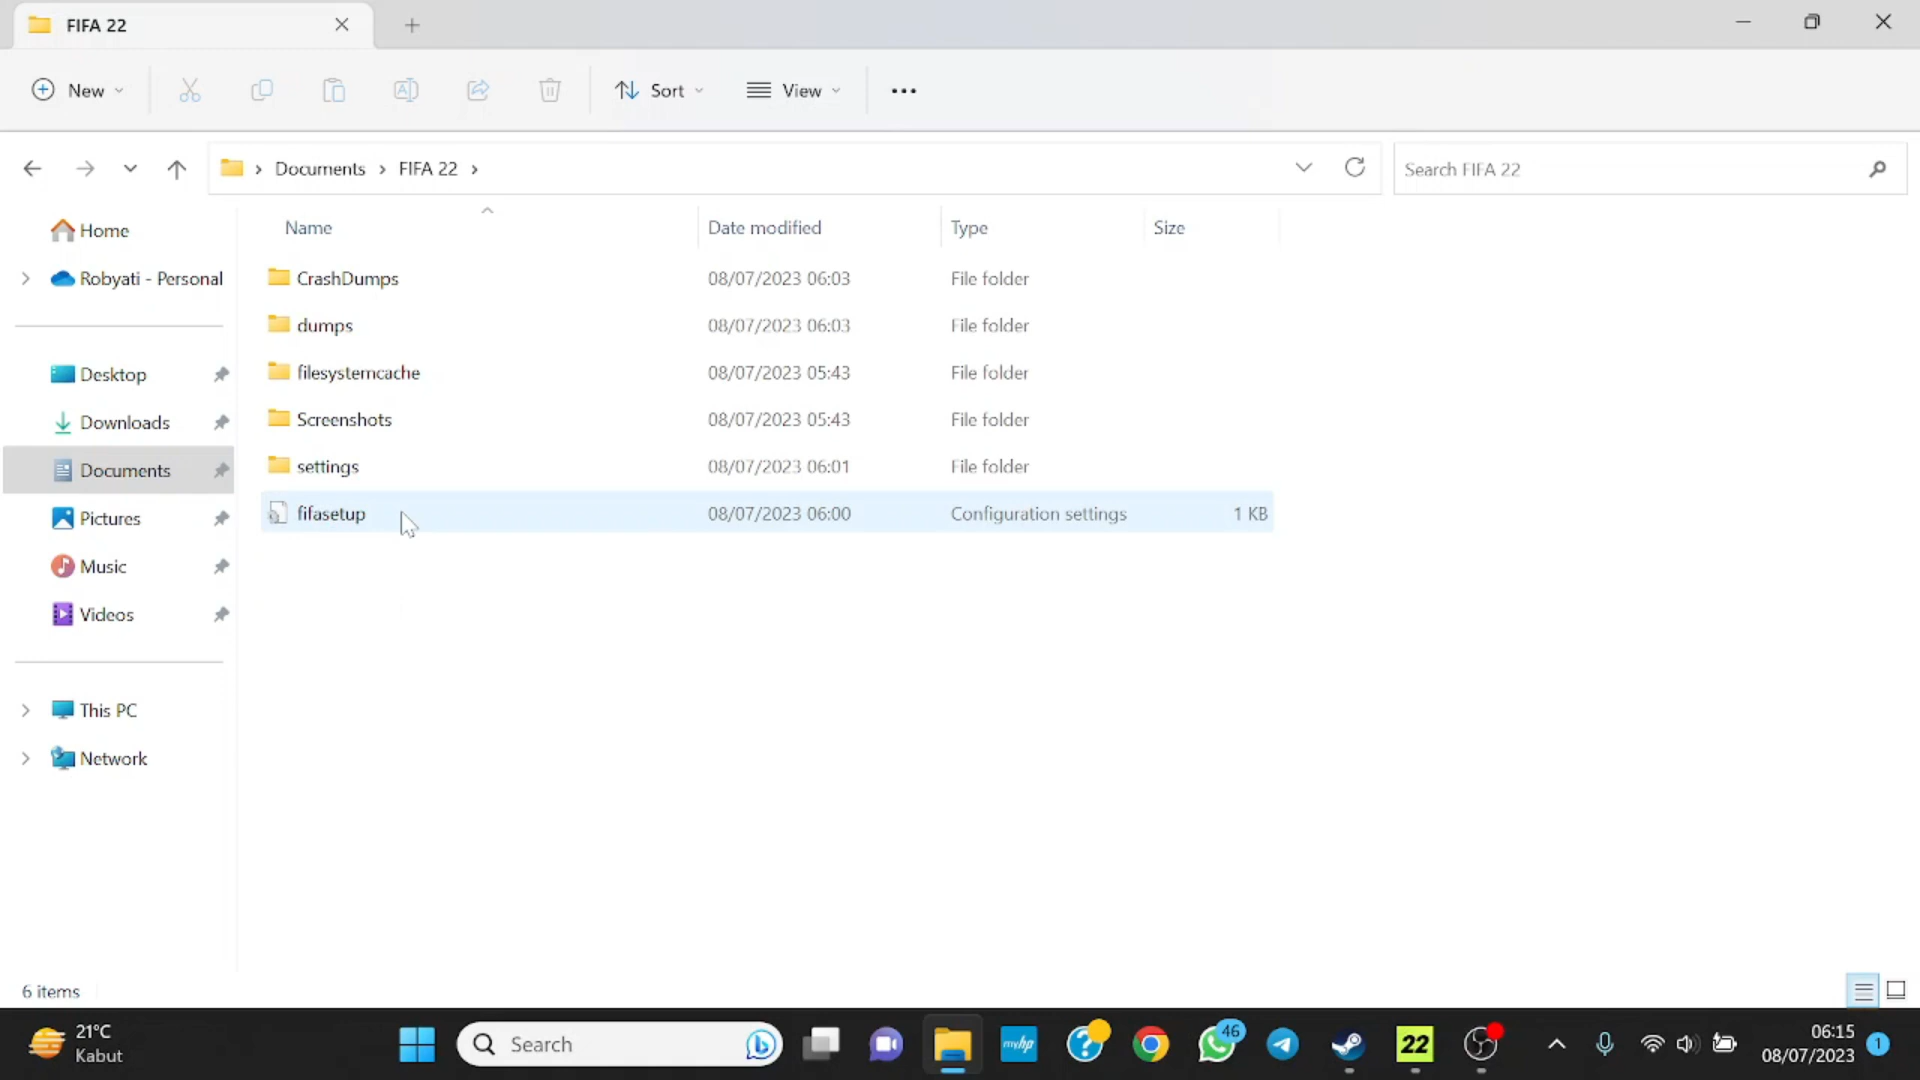 FIFA 22
New
Sort
View
Documents
FIFA 22
Search FIFA 22
Name
Date modified
Type
Size
Home
Robyati - Personal
Desktop
Downloads
Documents
Pictures
Music
Videos
This PC
Network
CrashDumps 08/07/2023 06:03 File folder
dumps 08/07/2023 06:03 File folder
filesystemcache 08/07/2023 05:43 File folder
Screenshots 08/07/2023 05:43 File folder
settings 08/07/2023 06:01 File folder
fifasetup 08/07/2023 06:00 Configuration settings 1 KB
6 items
21°C
Kabut
Search
myhp
46
22
06:15
08/07/2023
1